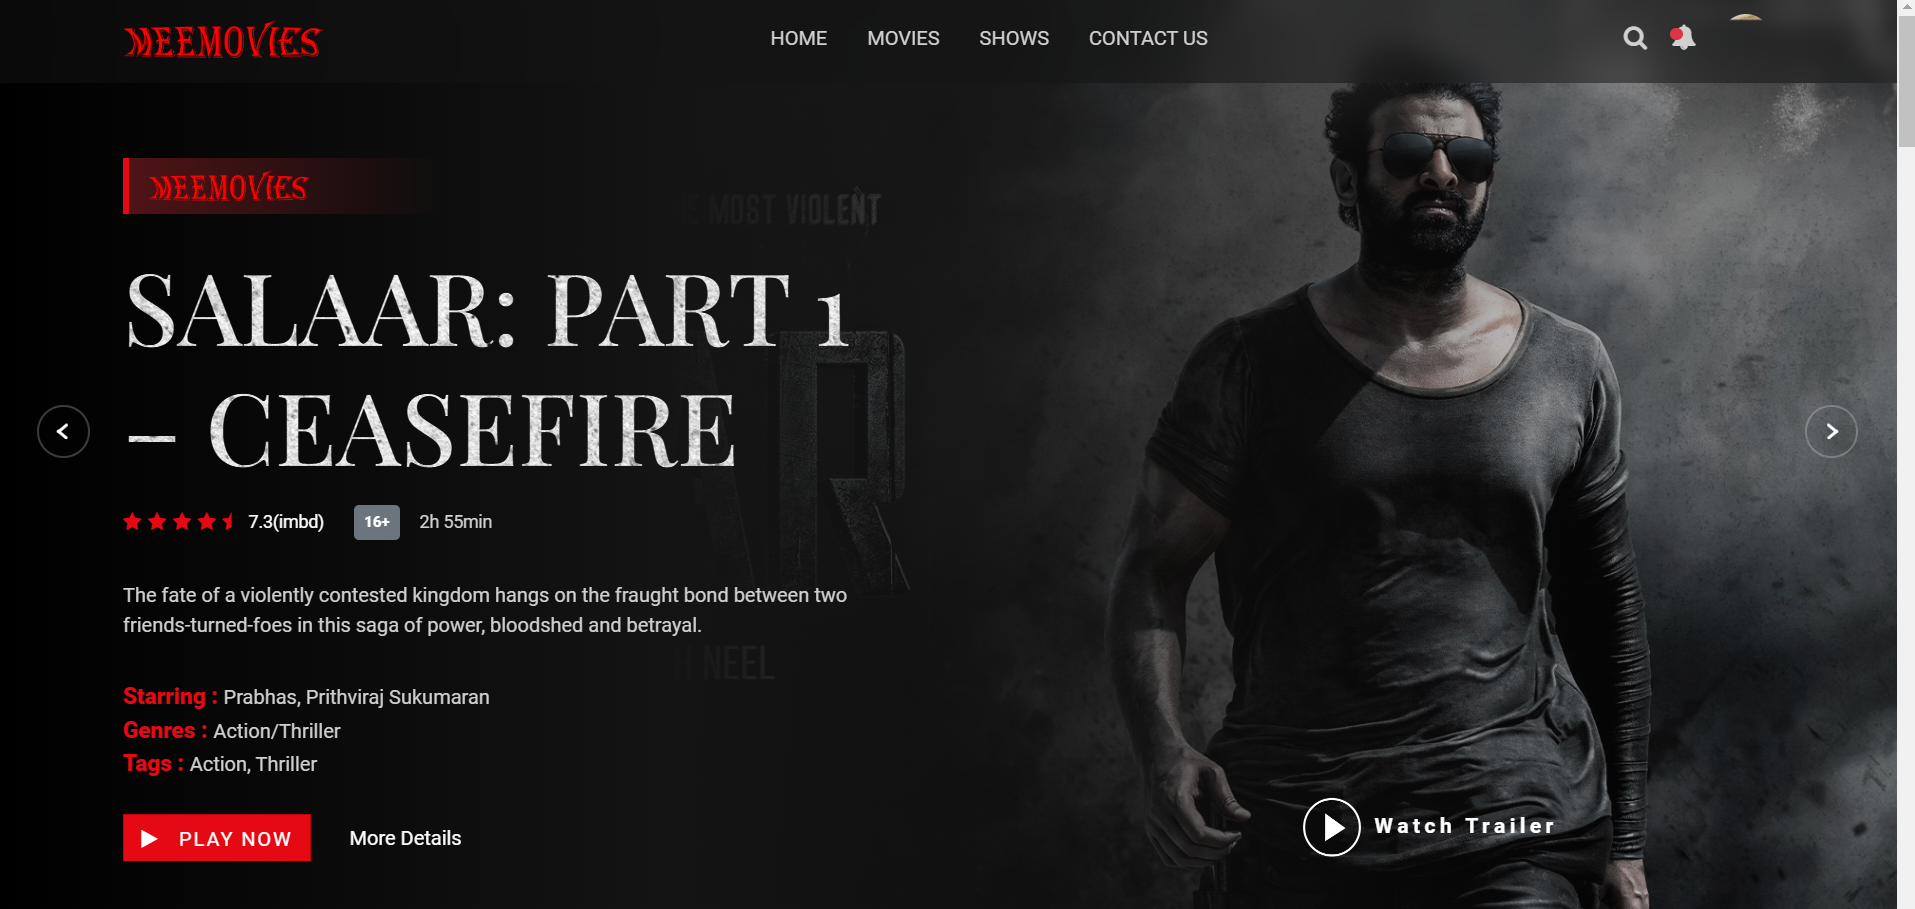 MEEMOVIES
HOME MOVIES SHOWS CONTACT US
MEEMOVIES
MOST VIOLENT
SALAAR: PART 1
– CEASEFIRE
7.3(imbd) 16+ 2h 55min
The fate of a violently contested kingdom hangs on the fraught bond between two
friends-turned-foes in this saga of power, bloodshed and betrayal.
NEEL
Starring : Prabhas, Prithviraj Sukumaran
Genres : Action/Thriller
Tags : Action, Thriller
PLAY NOW More Details
Watch Trailer